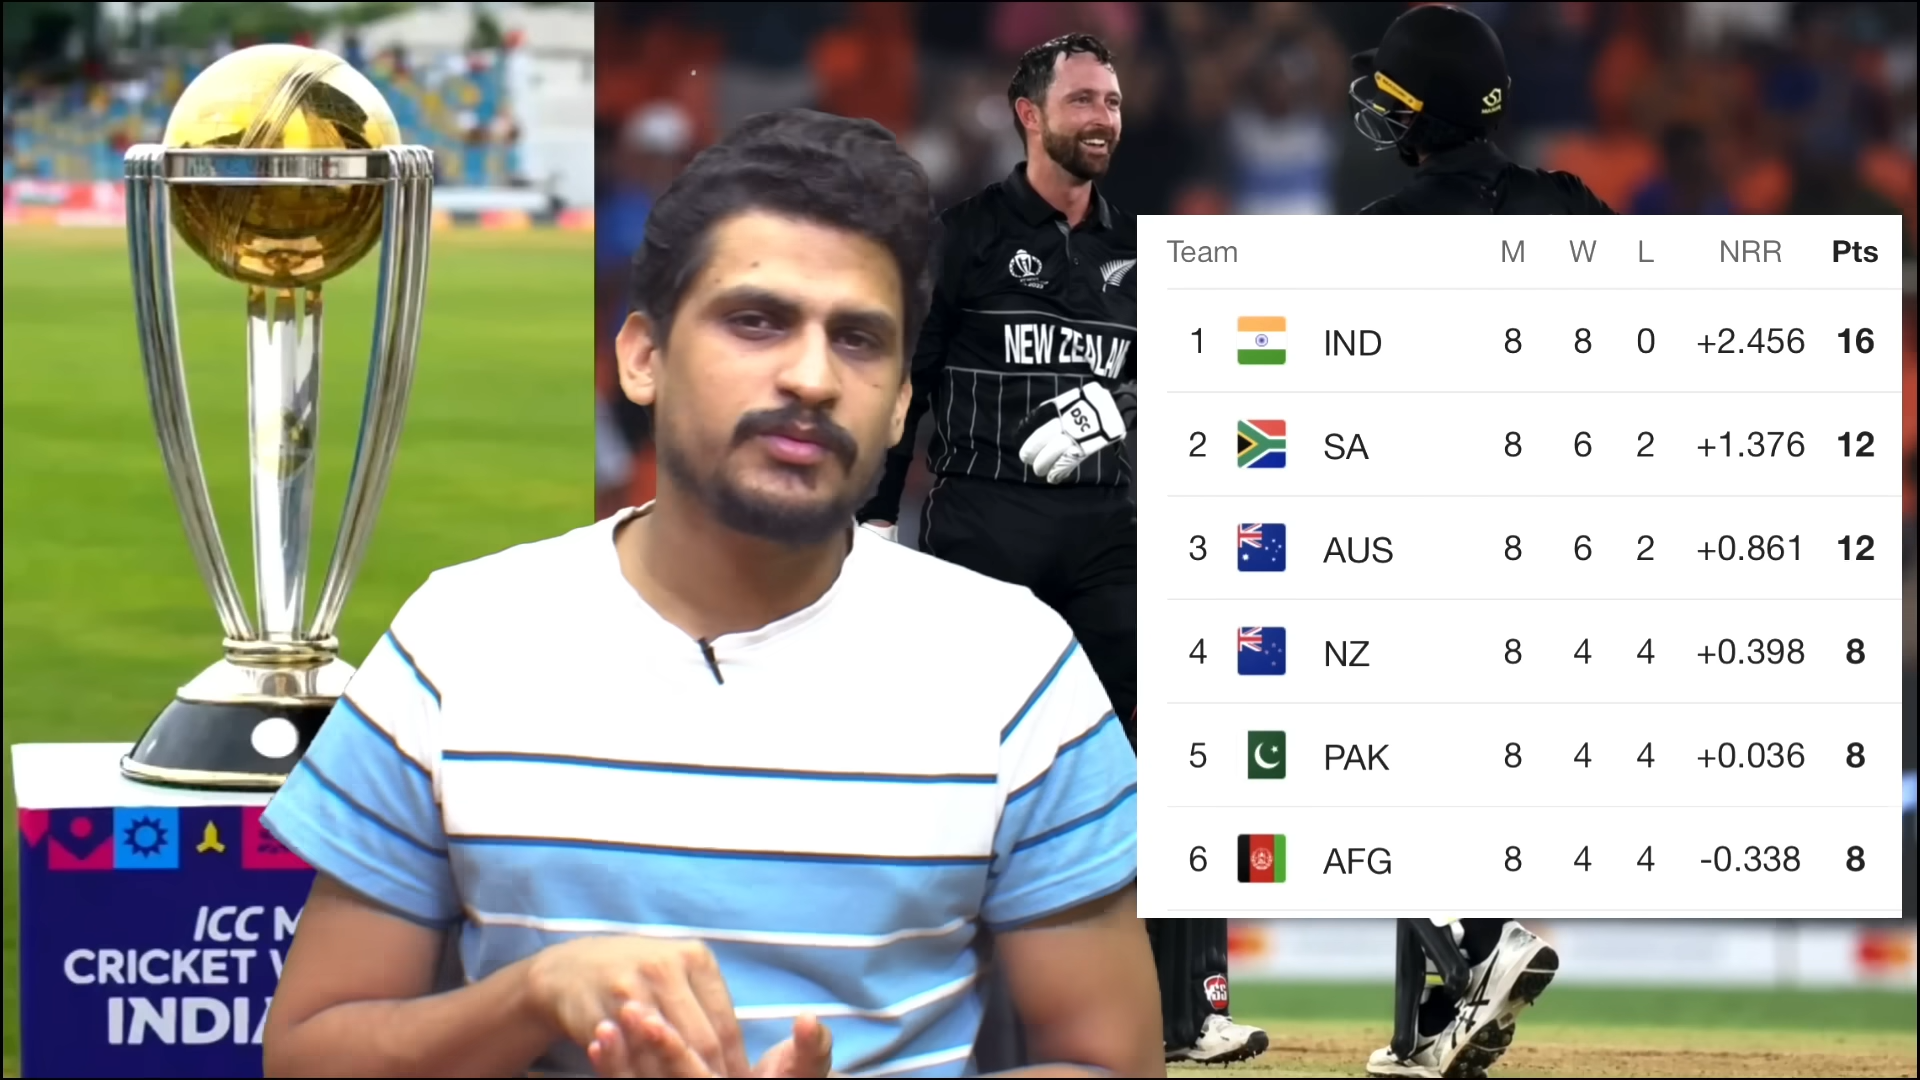 ICC M
CRICKET W
INDIA
NEW ZEALAN
DSC
SS
Team M W L NRR Pts
1 IND 8 8 0 +2.456 16
2 SA 8 6 2 +1.376 12
3 AUS 8 6 2 +0.861 12
4 NZ 8 4 4 +0.398 8
5 PAK 8 4 4 +0.036 8
6 AFG 8 4 4 -0.338 8